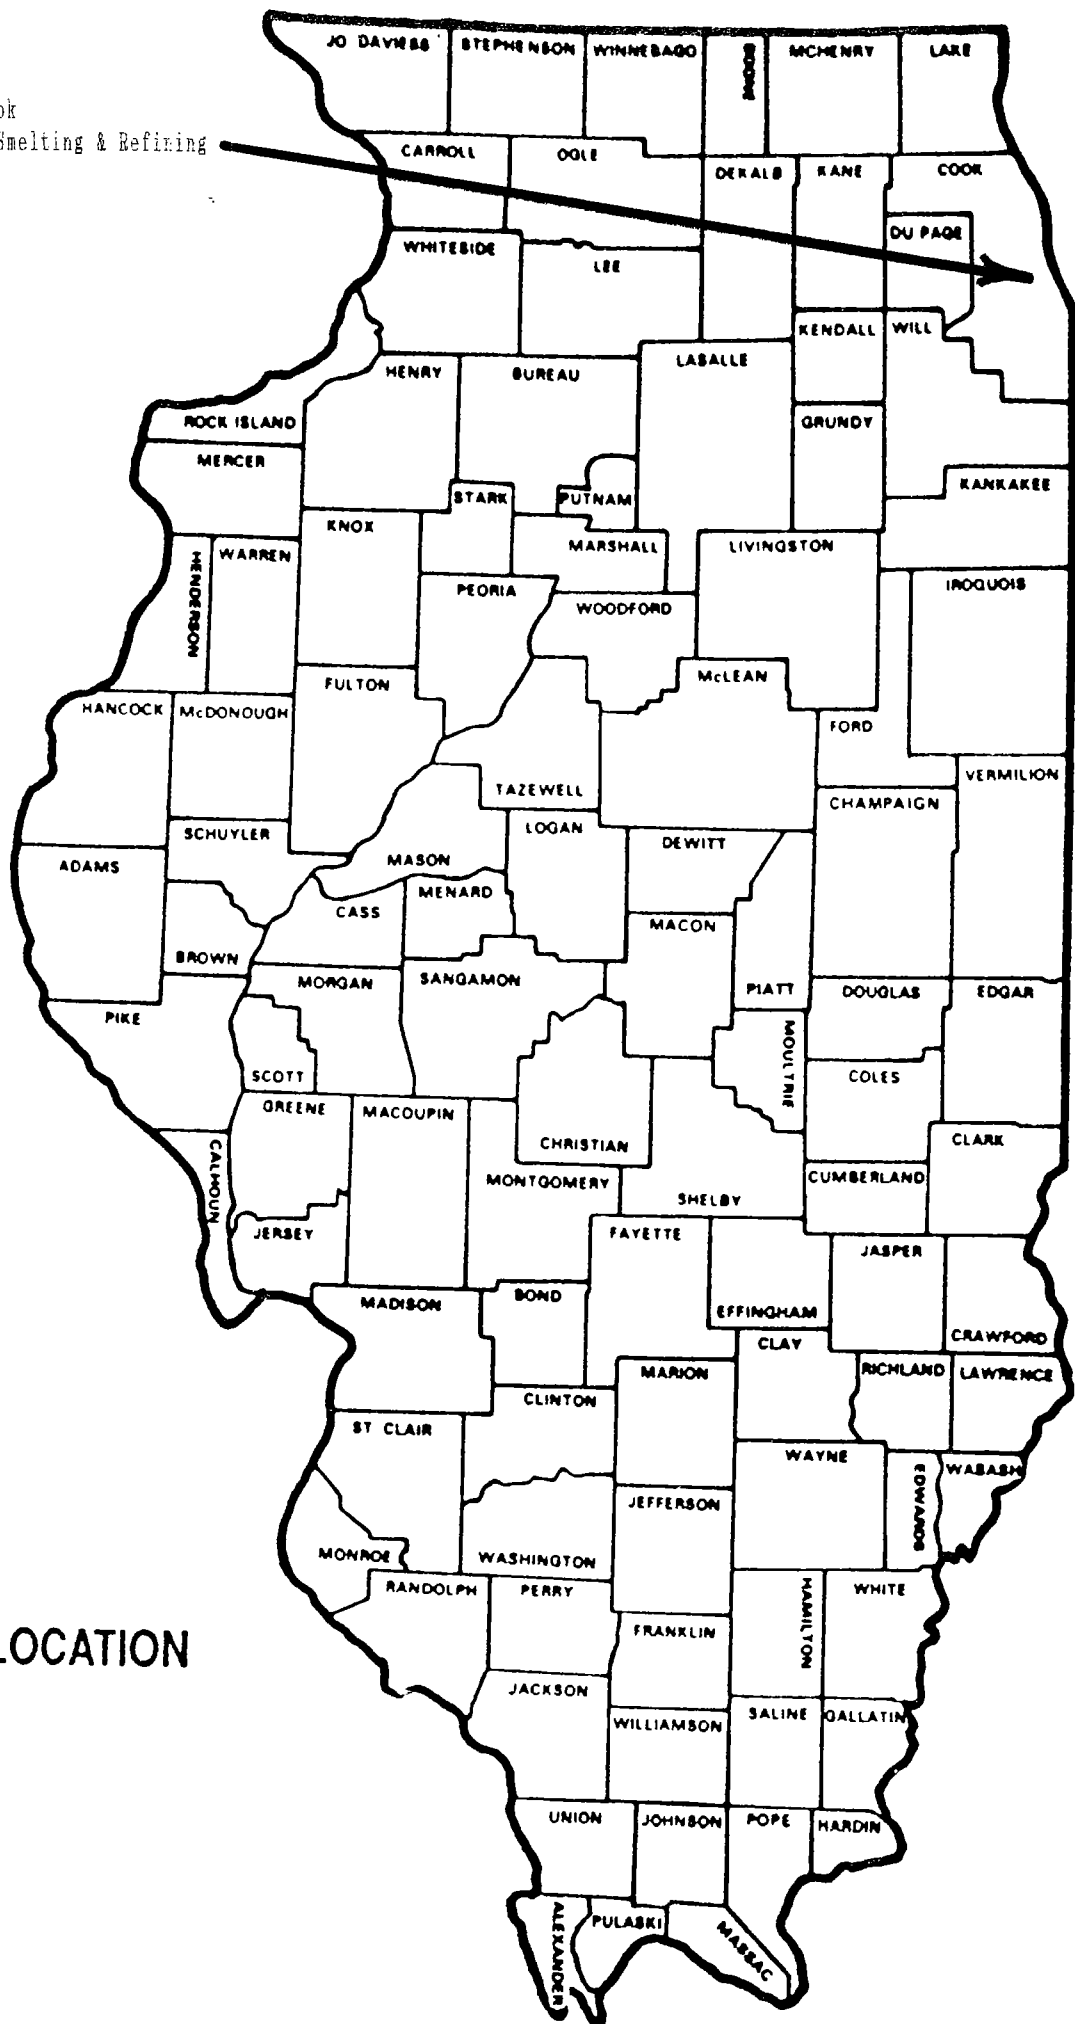 JO DAVIESS
STEPHENSON
WINNEBAGO
BOONE
MCHENRY
LAKE
ok
Smelting & Refining
CARROLL
OGLE
DEKALB
KANE
COOK
DU PAGE
WHITESIDE
LEE
KENDALL
WILL
HENRY
BUREAU
LASALLE
ROCK ISLAND
GRUNDY
MERCER
STARK
PUTNAM
KANKAKEE
KNOX
MARSHALL
LIVINGSTON
HENDERSON
WARREN
PEORIA
WOODFORD
IROQUOIS
FULTON
McLEAN
HANCOCK
McDONOUGH
FORD
TAZEWELL
VERMILION
CHAMPAIGN
SCHUYLER
LOGAN
DEWITT
ADAMS
MASON
MENARD
CASS
MACON
BROWN
MORGAN
SANGAMON
PIATT
DOUGLAS
EDGAR
PIKE
MOULTRIE
SCOTT
COLES
GREENE
MACOUPIN
CHRISTIAN
CLARK
CALHOUN
MONTGOMERY
SHELBY
CUMBERLAND
JERSEY
FAYETTE
JASPER
MADISON
BOND
EFFINGHAM
CRAWFORD
CLAY
MARION
RICHLAND
LAWRENCE
CLINTON
ST CLAIR
WAYNE
EDWARDS
WABASH
JEFFERSON
MONROE
WASHINGTON
RANDOLPH
PERRY
HAMILTON
WHITE
FRANKLIN
LOCATION
JACKSON
WILLIAMSON
SALINE
GALLATIN
UNION
JOHNSON
POPE
HARDIN
ALEXANDER
PULASKI
MASSAC